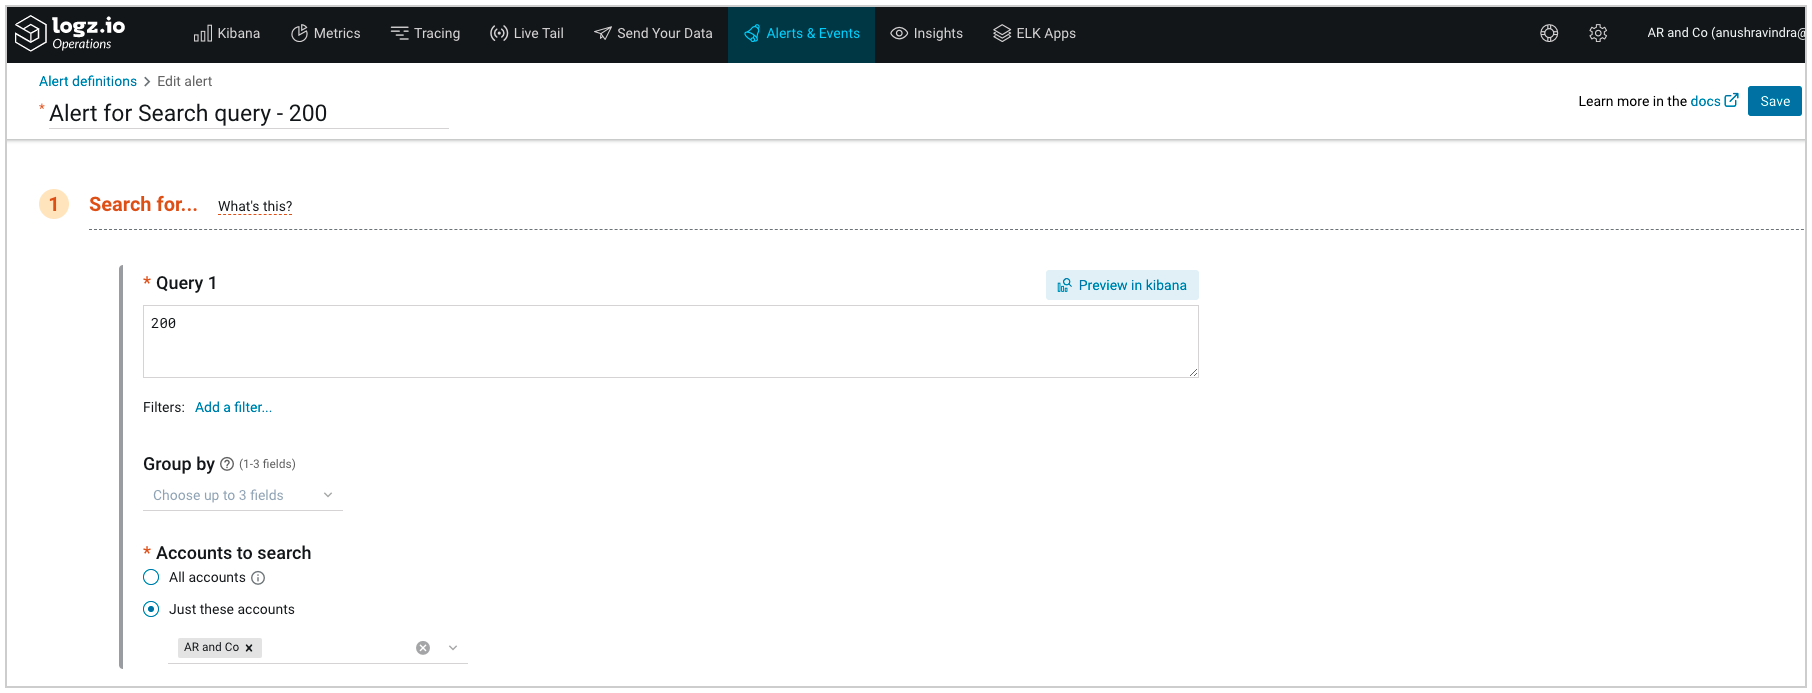 logz.io
Operations
Kibana
Metrics
Tracing
Live Tail
Send Your Data
Alerts & Events
Insights
ELK Apps
AR and Co (anushravindra@
Alert definitions > Edit alert
* Alert for Search query - 200
Learn more in the docs
Save
1 Search for... What's this?
* Query 1
Preview in kibana
200
Filters: Add a filter...
Group by ? (1-3 fields)
Choose up to 3 fields
* Accounts to search
All accounts
Just these accounts
AR and Co ×